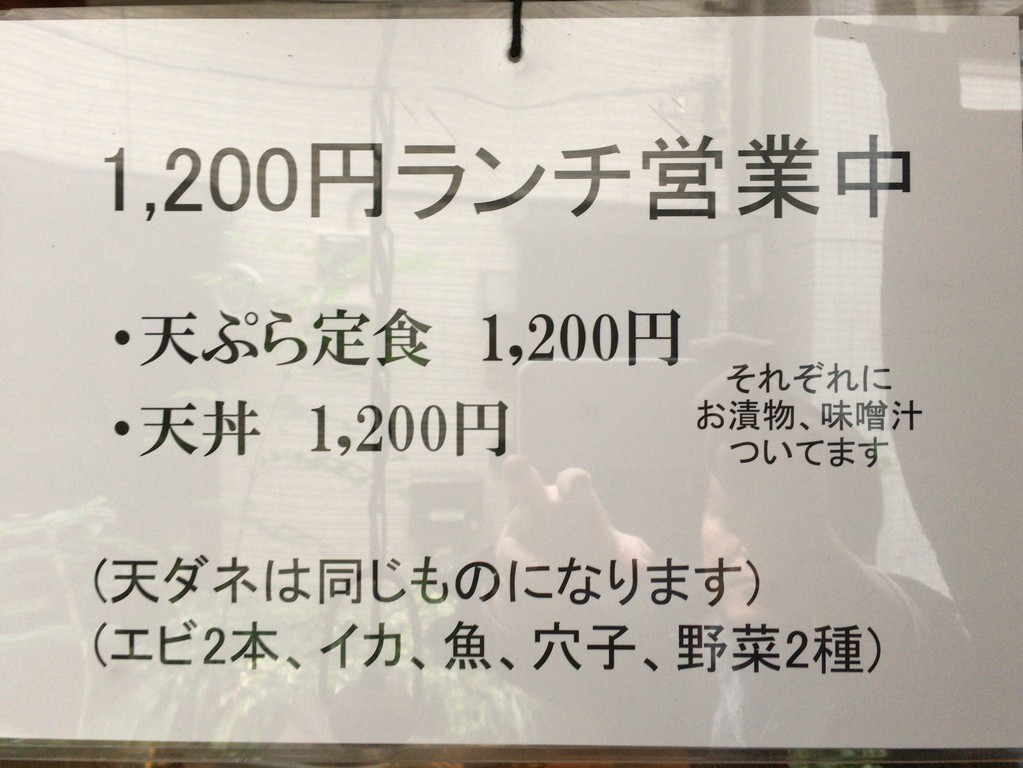 1,200円ランチ営業中
・天ぷら定食　1,200円
・天丼　1,200円
それぞれに
お漬物、味噌汁
ついてます
(天ダネは同じものになります)
(エビ2本、イカ、魚、穴子、野菜2種)